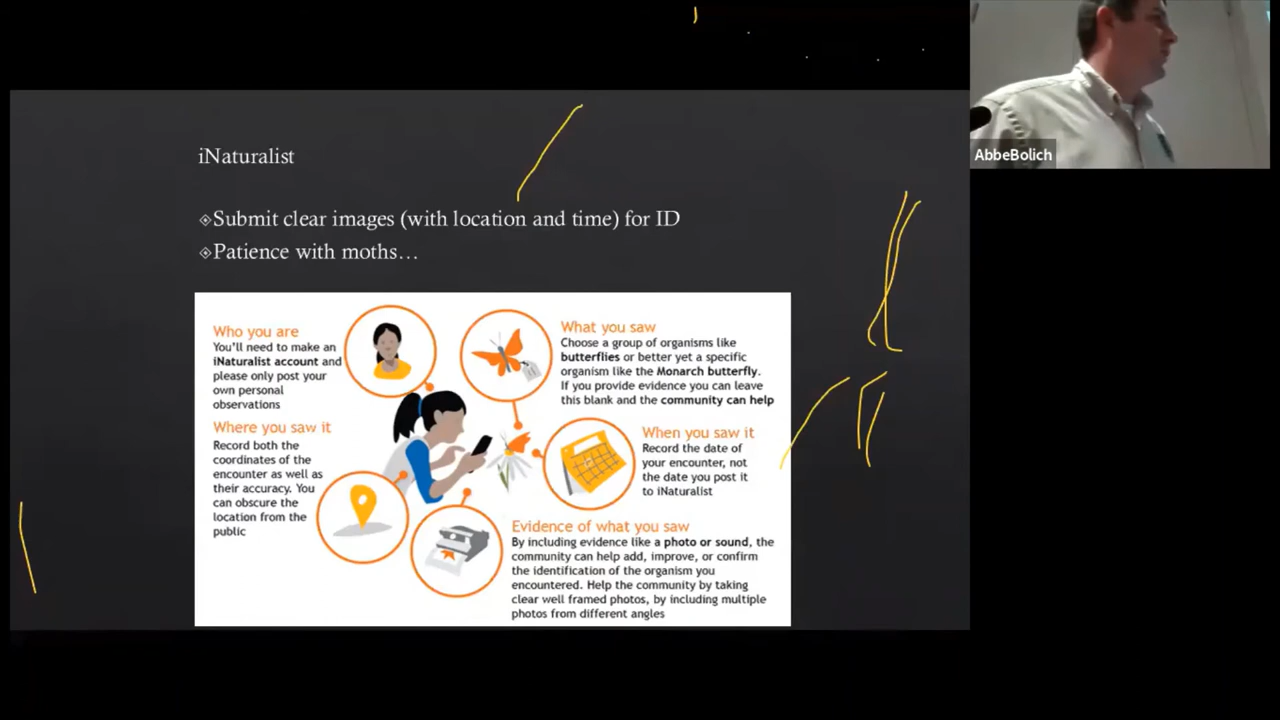 AbbeBolich
iNaturalist
Submit clear images (with location and time) for ID
Patience with moths…
Who you are
You'll need to make an
iNaturalist account and
please only post your
own personal
observations
Where you saw it
Record both the
coordinates of the
encounter as well as
their accuracy. You
can obscure the
location from the
public
What you saw
Choose a group of organisms like
butterflies or better yet a specific
organism like the Monarch butterfly.
If you provide evidence you can leave
this blank and the community can help
When you saw it
Record the date of
your encounter, not
the date you post it
to iNaturalist
Evidence of what you saw
By including evidence like a photo or sound, the
community can help add, improve, or confirm
the identification of the organism you
encountered. Help the community by taking
clear well framed photos, by including multiple
photos from different angles